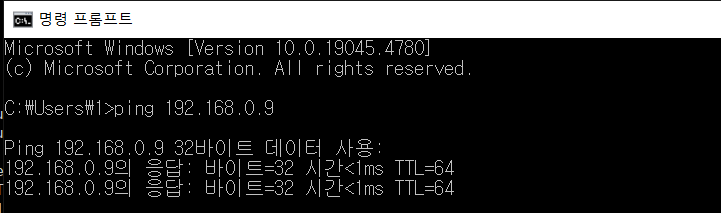 명령 프롬프트
Microsoft Windows [Version 10.0.19045.4780]
(c) Microsoft Corporation. All rights reserved.
C:₩Users₩1>ping 192.168.0.9
Ping 192.168.0.9 32바이트 데이터 사용:
192.168.0.9의 응답: 바이트=32 시간<1ms TTL=64
192.168.0.9의 응답: 바이트=32 시간<1ms TTL=64